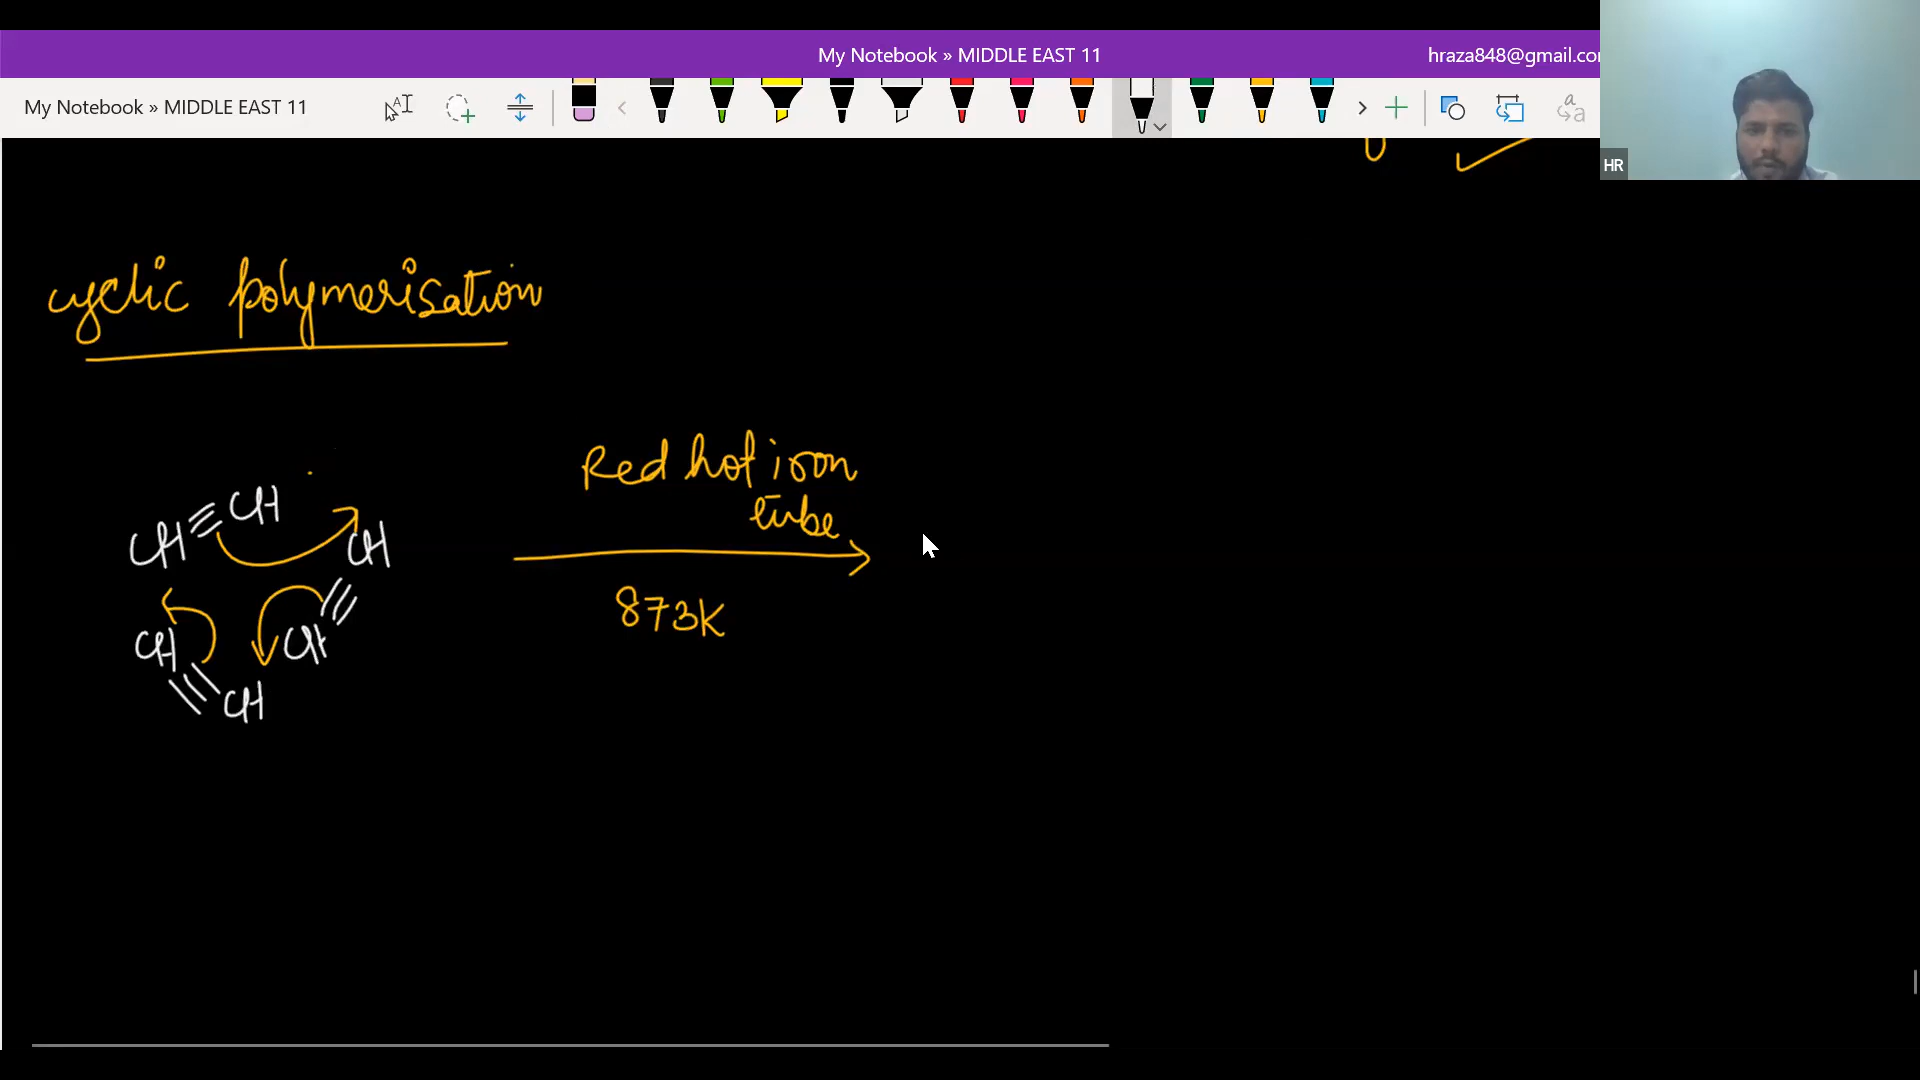 My Notebook » MIDDLE EAST 11
hraza848@gmail.co
My Notebook » MIDDLE EAST 11
HR
cyclic polymerisation
Red hot iron
tube
873K
CH≡CH
CH
CH
CH
CH